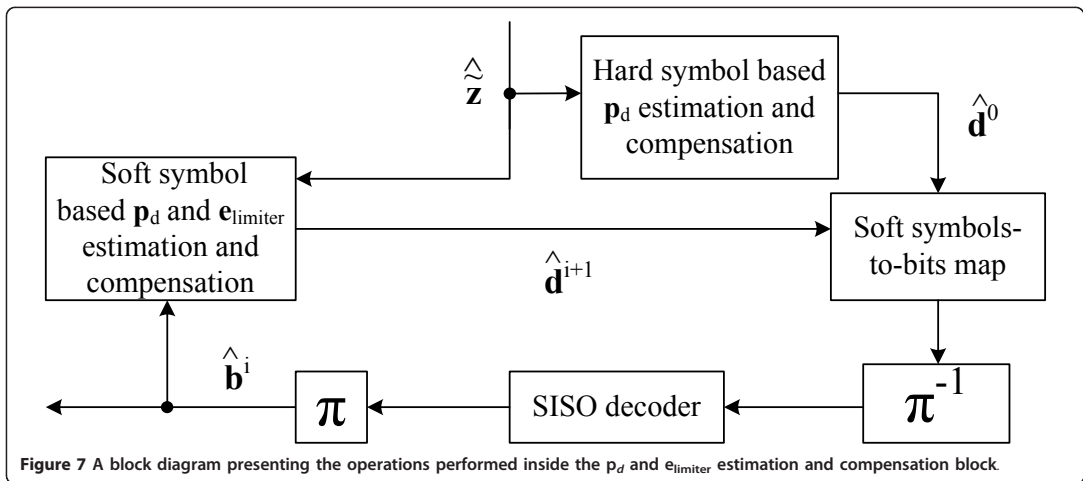 ẑ̃
Hard symbol based
p_d estimation and
compensation
d̂^0
Soft symbol
based p_d and e_limiter
estimation and
compensation
d̂^{i+1}
Soft symbols-
to-bits map
b̂^i
π
SISO decoder
π^{-1}
Figure 7 A block diagram presenting the operations performed inside the p_d and e_limiter estimation and compensation block.